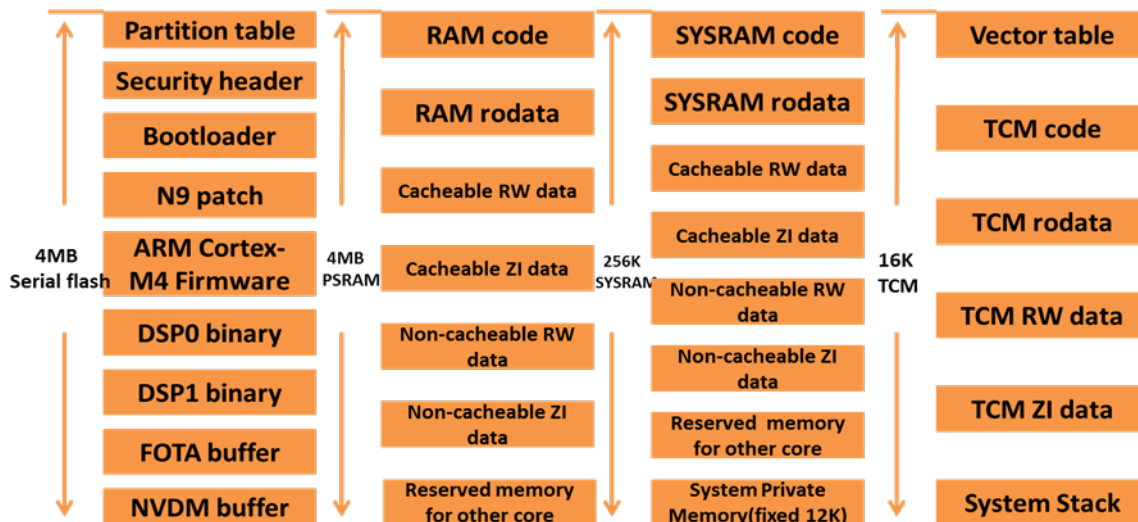 4MB
Serial flash
Partition table
Security header
Bootloader
N9 patch
ARM Cortex-
M4 Firmware
DSP0 binary
DSP1 binary
FOTA buffer
NVDM buffer
4MB
PSRAM
RAM code
RAM rodata
Cacheable RW data
Cacheable ZI data
Non-cacheable RW
data
Non-cacheable ZI
data
Reserved memory
for other core
256K
SYSRAM
SYSRAM code
SYSRAM rodata
Cacheable RW data
Cacheable ZI data
Non-cacheable RW
data
Non-cacheable ZI
data
Reserved memory
for other core
System Private
Memory(fixed 12K)
16K
TCM
Vector table
TCM code
TCM rodata
TCM RW data
TCM ZI data
System Stack